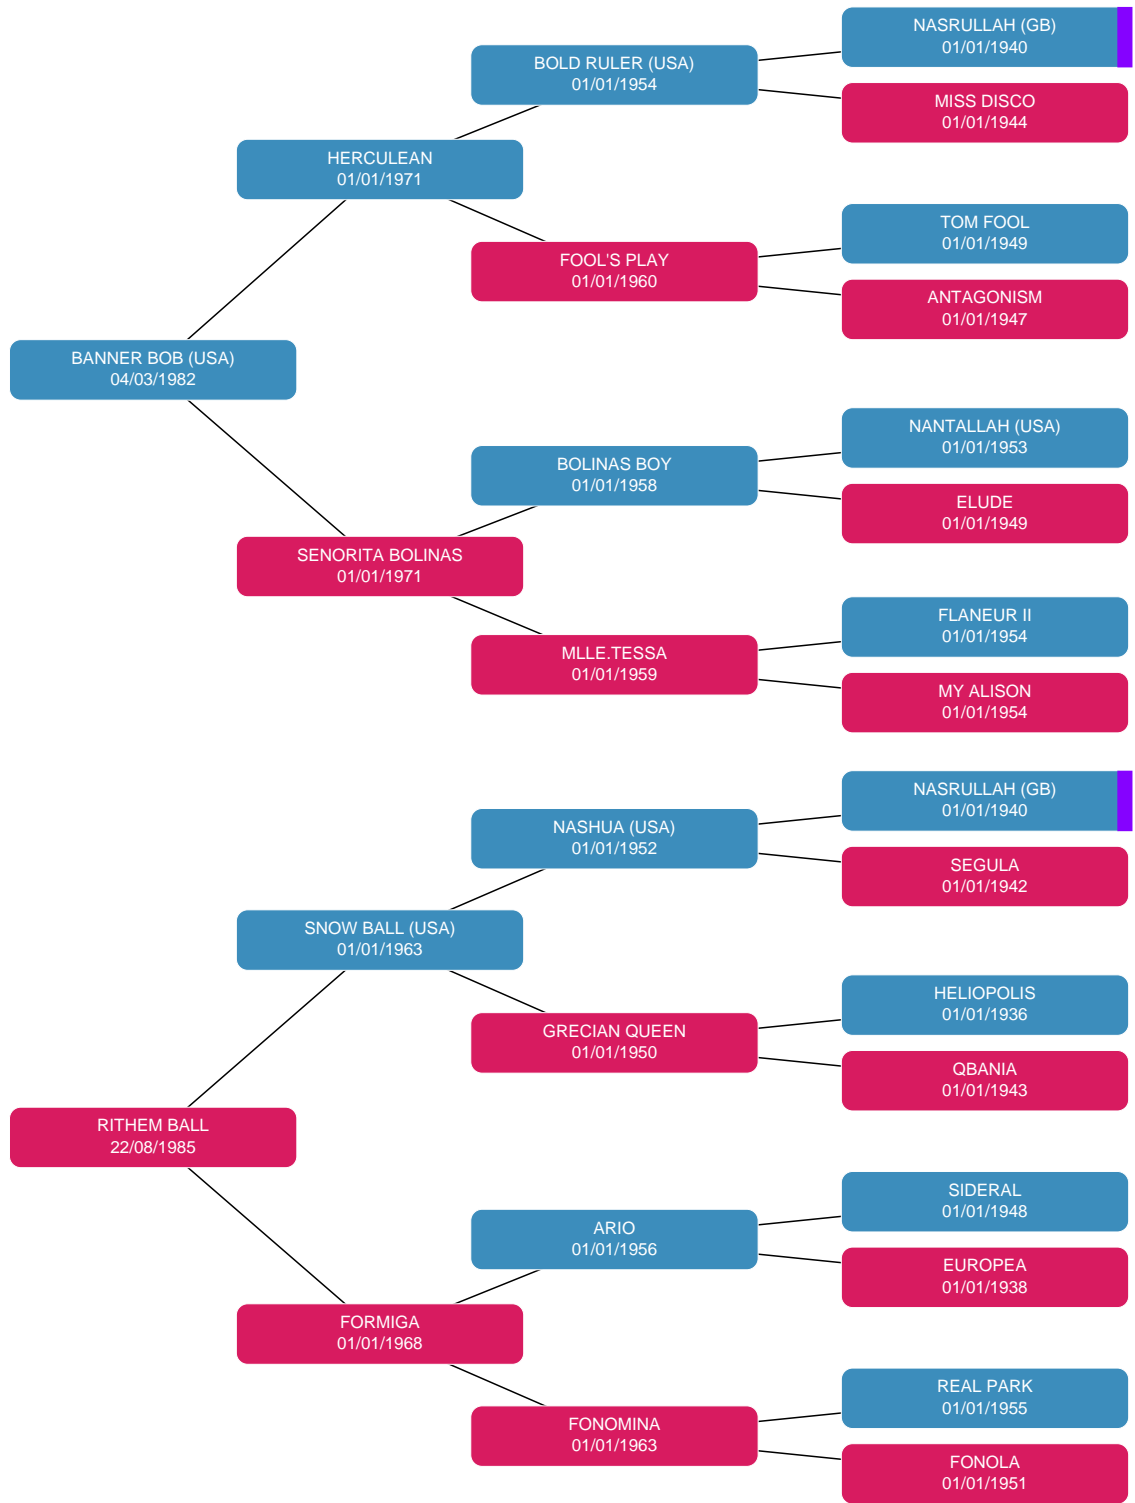 NASRULLAH (GB)
01/01/1940
BOLD RULER (USA)
01/01/1954
MISS DISCO
01/01/1944
HERCULEAN
01/01/1971
TOM FOOL
01/01/1949
FOOL'S PLAY
01/01/1960
ANTAGONISM
01/01/1947
BANNER BOB (USA)
04/03/1982
NANTALLAH (USA)
01/01/1953
BOLINAS BOY
01/01/1958
ELUDE
01/01/1949
SENORITA BOLINAS
01/01/1971
FLANEUR II
01/01/1954
MLLE.TESSA
01/01/1959
MY ALISON
01/01/1954
NASRULLAH (GB)
01/01/1940
NASHUA (USA)
01/01/1952
SEGULA
01/01/1942
SNOW BALL (USA)
01/01/1963
HELIOPOLIS
01/01/1936
GRECIAN QUEEN
01/01/1950
QBANIA
01/01/1943
RITHEM BALL
22/08/1985
SIDERAL
01/01/1948
ARIO
01/01/1956
EUROPEA
01/01/1938
FORMIGA
01/01/1968
REAL PARK
01/01/1955
FONOMINA
01/01/1963
FONOLA
01/01/1951